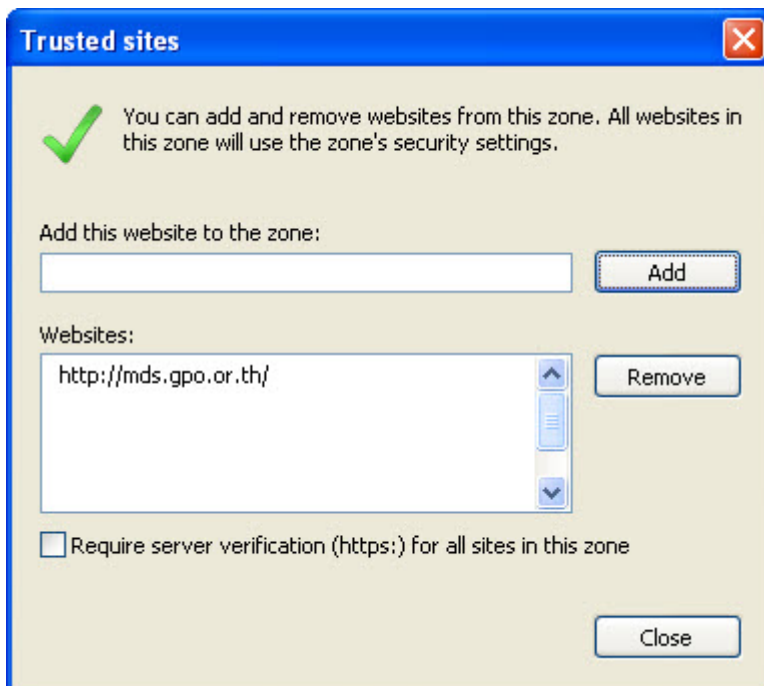 Trusted sites
You can add and remove websites from this zone. All websites in
this zone will use the zone's security settings.
Add this website to the zone:
Add
Websites:
http://mds.gpo.or.th/
Remove
Require server verification (https:) for all sites in this zone
Close